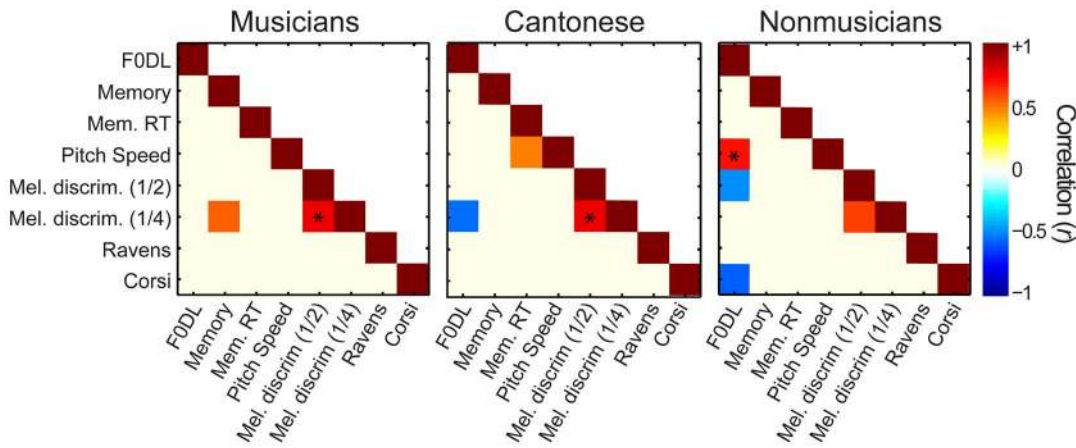 Musicians
Cantonese
Nonmusicians
F0DL
Memory
Mem. RT
Pitch Speed
Mel. discrim. (1/2)
Mel. discrim. (1/4)
Ravens
Corsi
*
*
*
F0DL
Memory
Mem. RT
Pitch Speed
Mel. discrim (1/2)
Mel. discrim (1/4)
Ravens
Corsi
F0DL
Memory
Mem. RT
Pitch Speed
Mel. discrim (1/2)
Mel. discrim (1/4)
Ravens
Corsi
F0DL
Memory
Mem. RT
Pitch Speed
Mel. discrim (1/2)
Mel. discrim (1/4)
Ravens
Corsi
+1
0.5
0
−0.5
−1
Correlation (r)